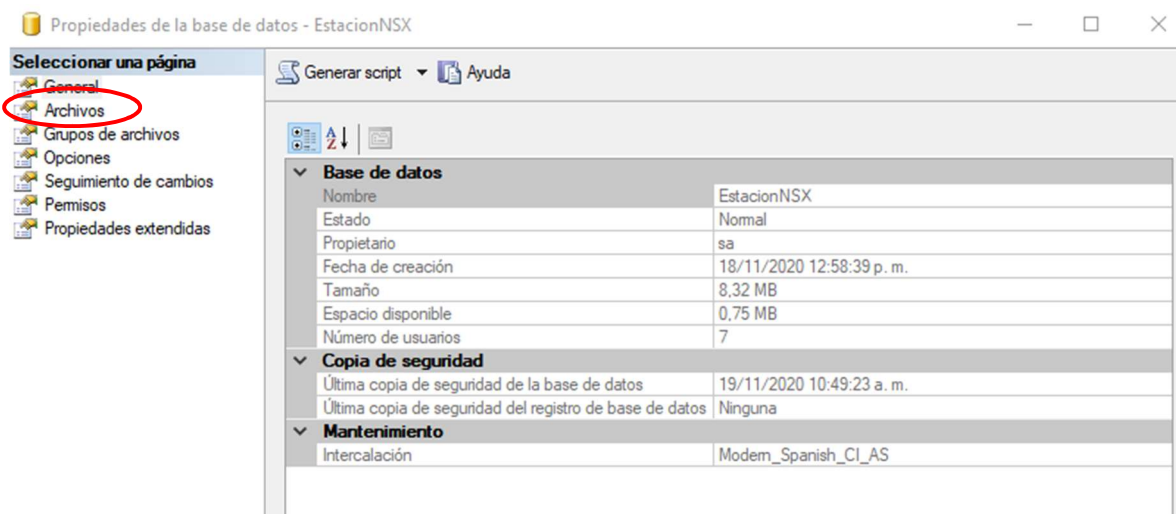 Propiedades de la base de datos - EstacionNSX
Seleccionar una página
General
Archivos
Grupos de archivos
Opciones
Seguimiento de cambios
Permisos
Propiedades extendidas
Generar script Ayuda
Base de datos
Nombre EstacionNSX
Estado Normal
Propietario sa
Fecha de creación 18/11/2020 12:58:39 p. m.
Tamaño 8,32 MB
Espacio disponible 0,75 MB
Número de usuarios 7
Copia de seguridad
Última copia de seguridad de la base de datos 19/11/2020 10:49:23 a. m.
Última copia de seguridad del registro de base de datos Ninguna
Mantenimiento
Intercalación Modern_Spanish_CI_AS